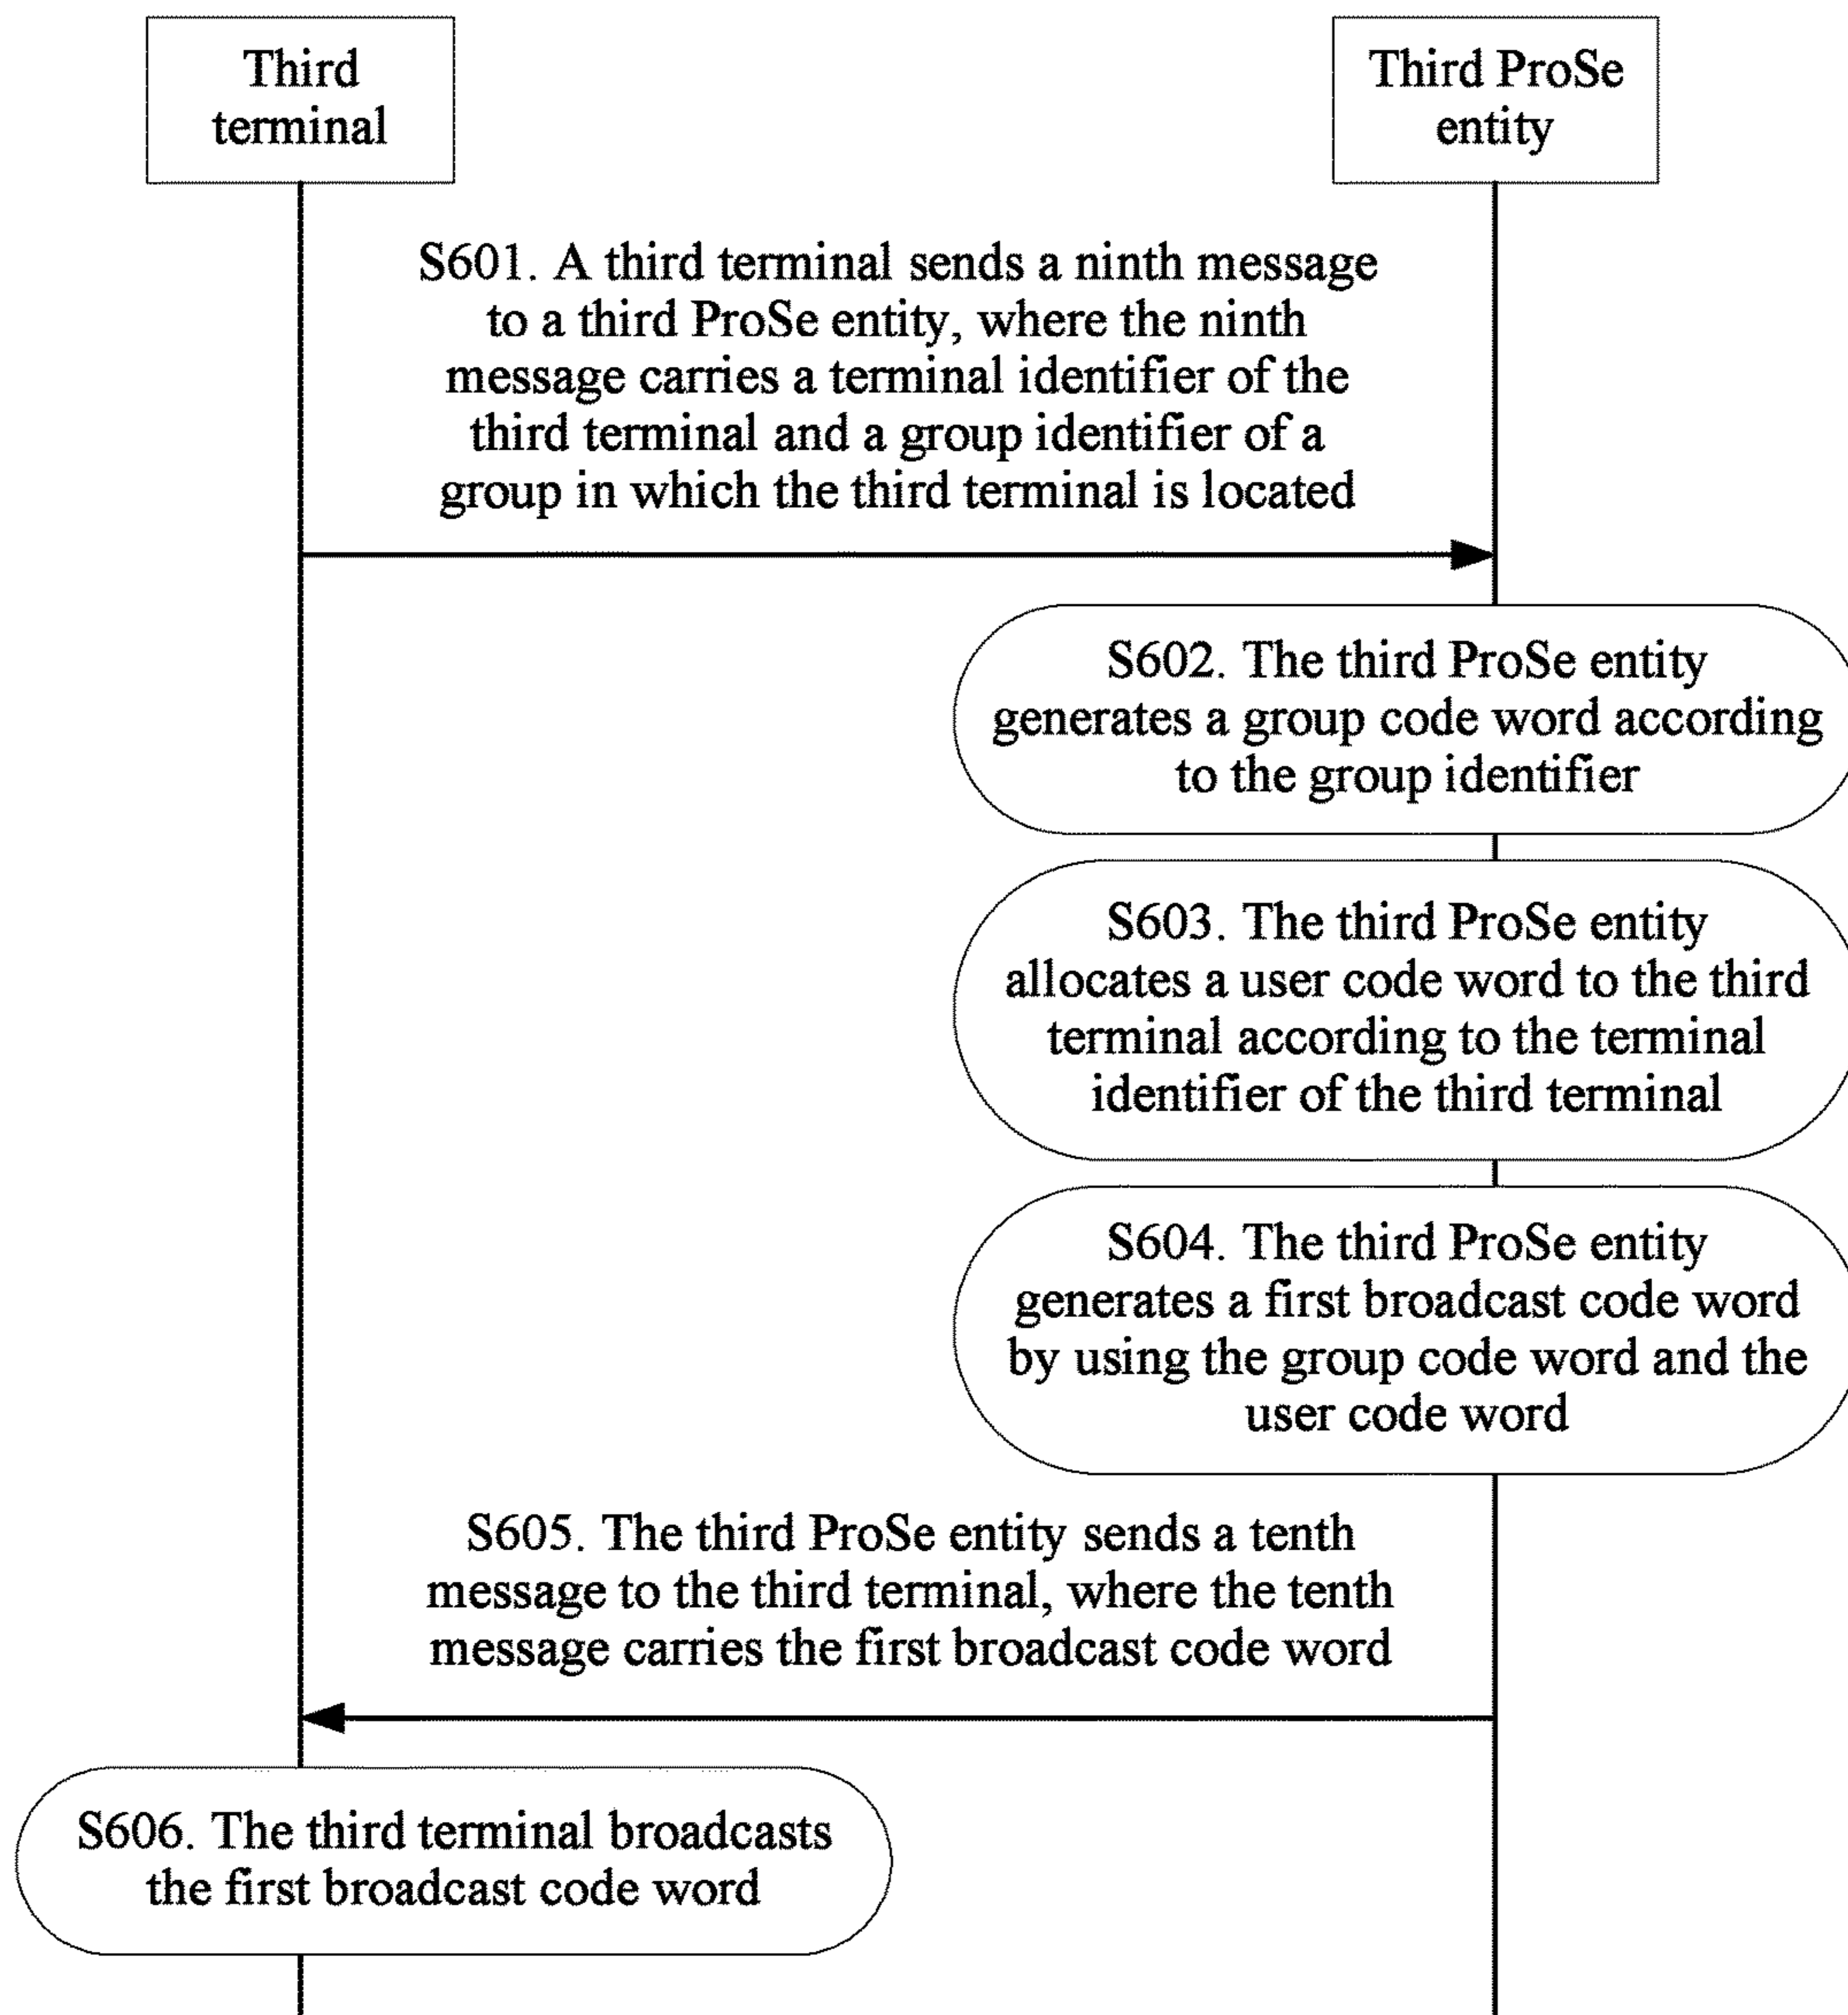 Third
terminal
Third ProSe
entity
S601. A third terminal sends a ninth message
to a third ProSe entity, where the ninth
message carries a terminal identifier of the
third terminal and a group identifier of a
group in which the third terminal is located
S602. The third ProSe entity
generates a group code word according
to the group identifier
S603. The third ProSe entity
allocates a user code word to the third
terminal according to the terminal
identifier of the third terminal
S604. The third ProSe entity
generates a first broadcast code word
by using the group code word and the
user code word
S605. The third ProSe entity sends a tenth
message to the third terminal, where the tenth
message carries the first broadcast code word
S606. The third terminal broadcasts
the first broadcast code word